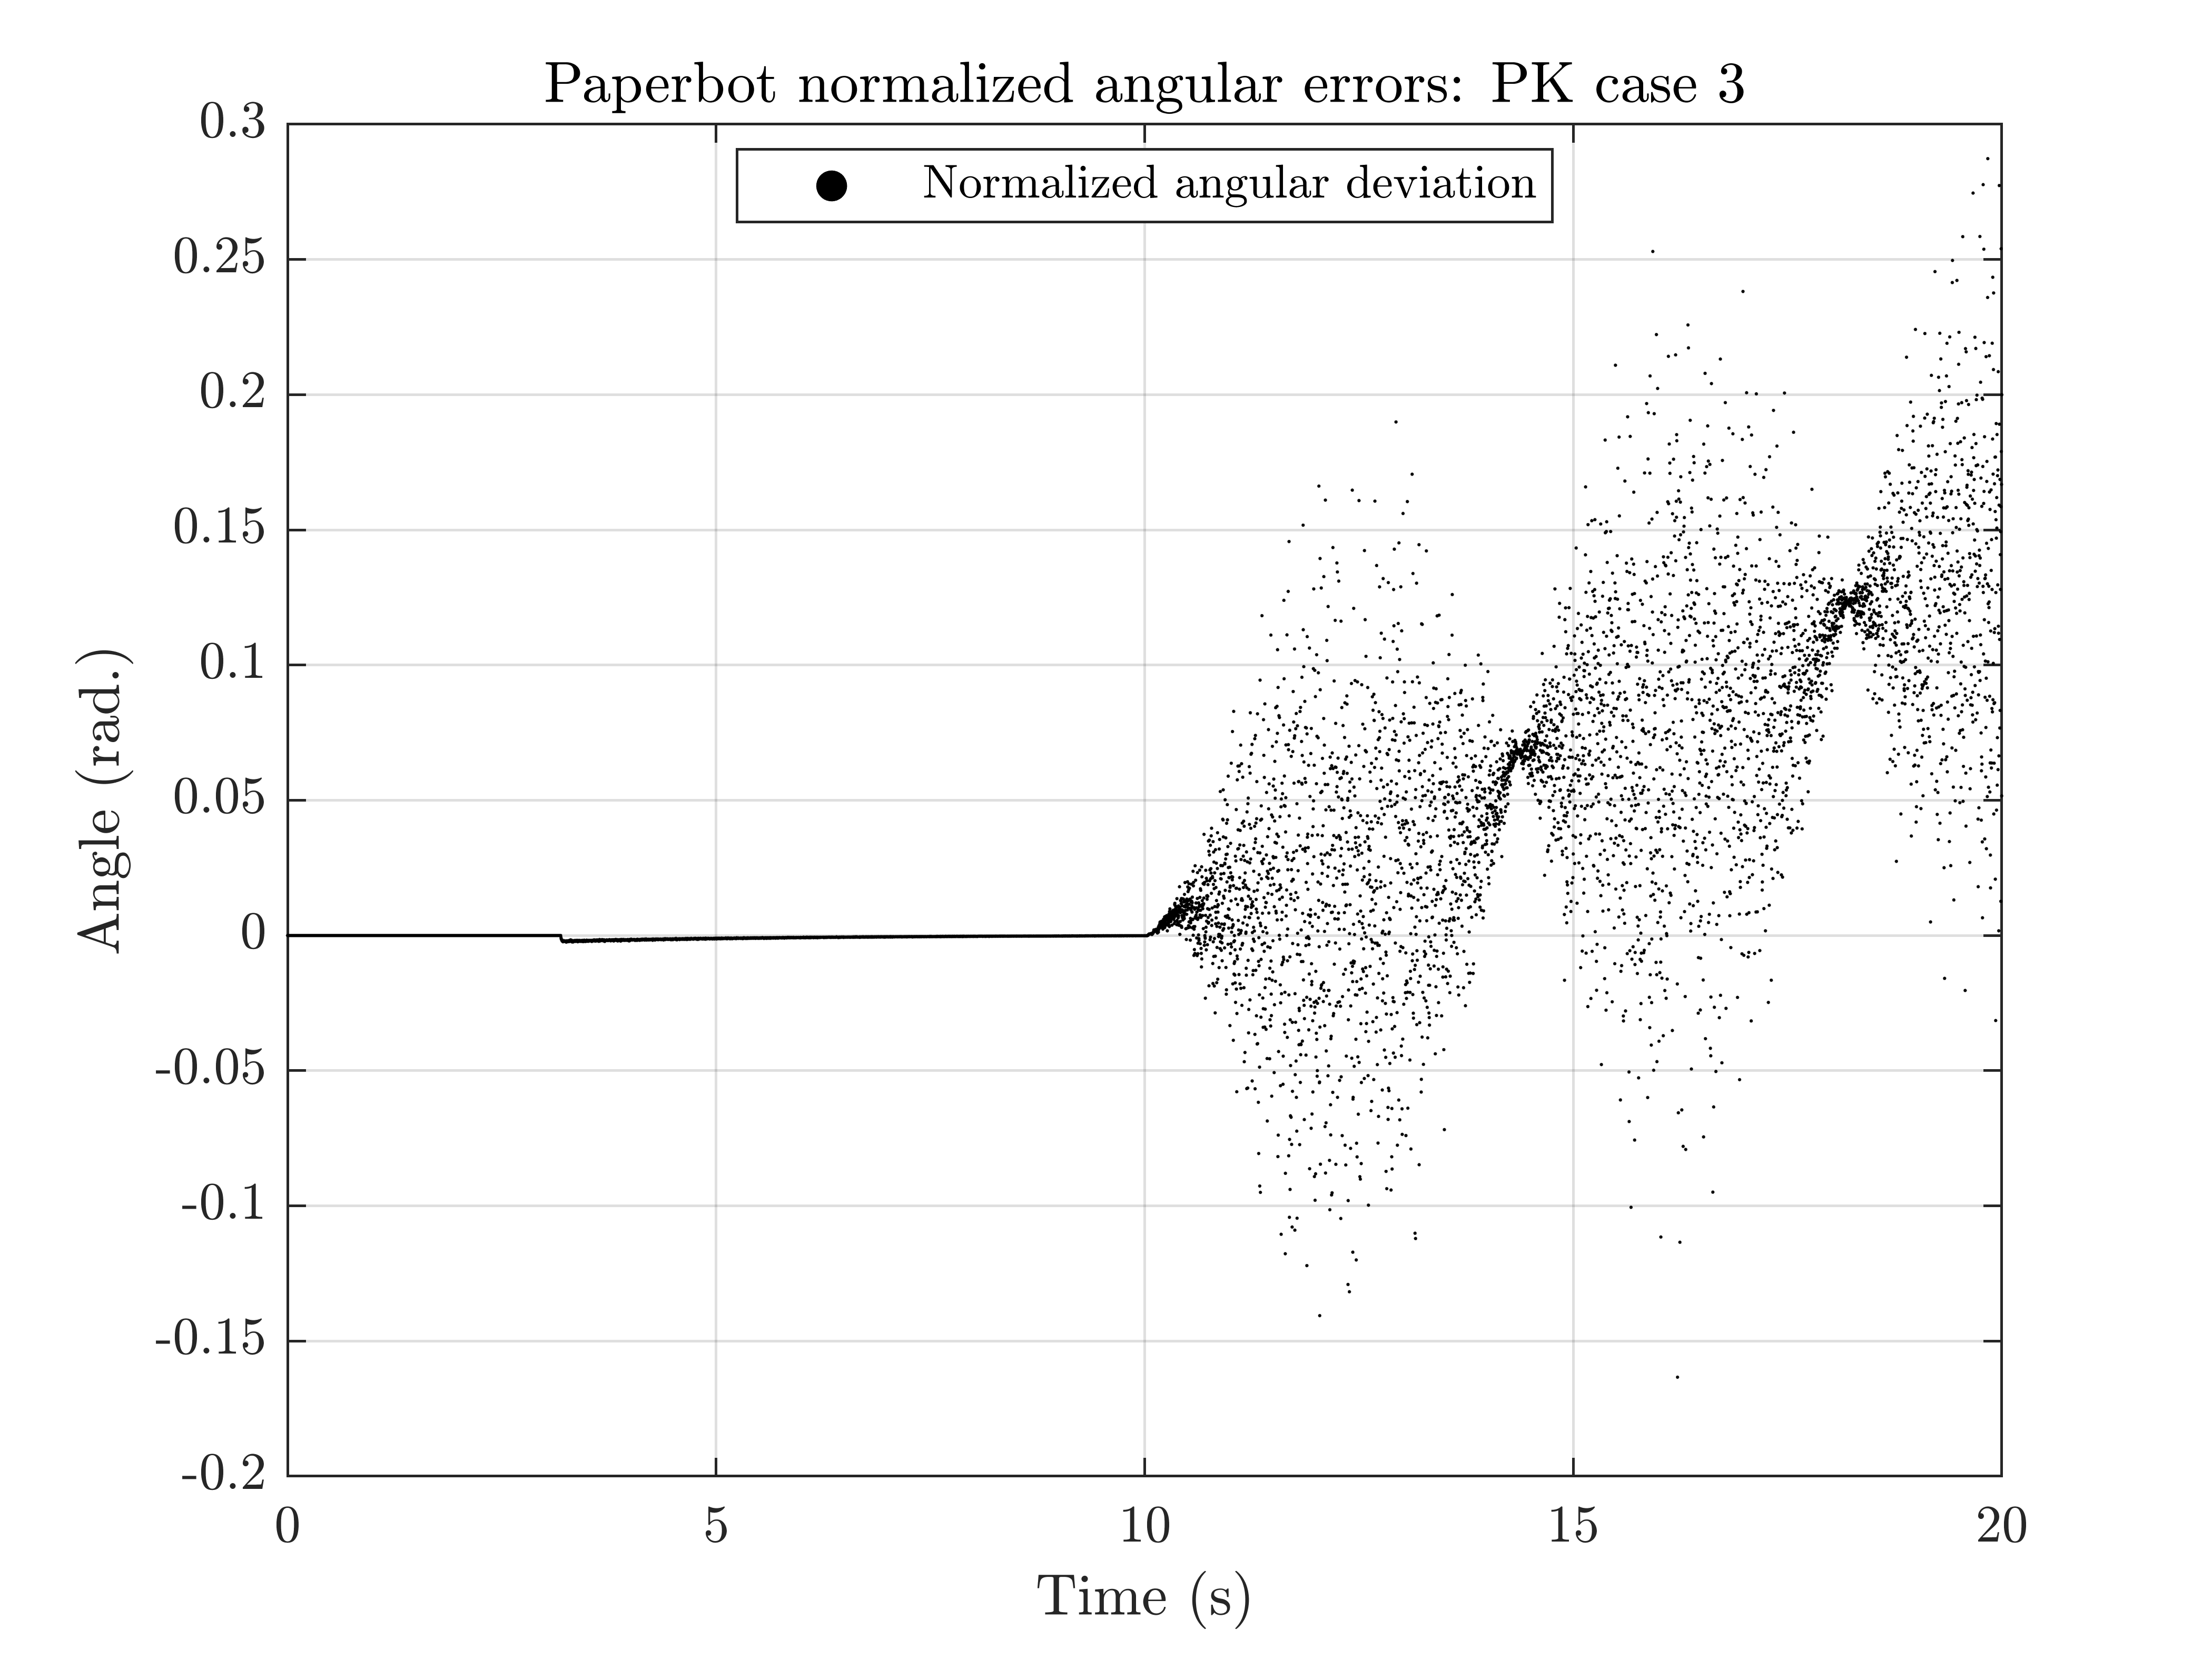 Paperbot normalized angular errors: PK case 3
Normalized angular deviation
Angle (rad.)
0.3
0.25
0.2
0.15
0.1
0.05
0
-0.05
-0.1
-0.15
-0.2
0 5 10 15 20
Time (s)